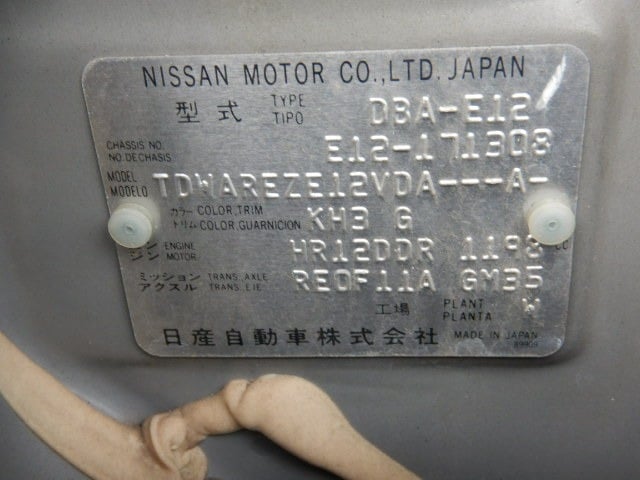 NISSAN MOTOR CO.,LTD. JAPAN
型式 TYPE TIPO DBA-E12
CHASSIS NO. NO.DECHASIS E12-171308
MODEL MODELO TDWAREZE12VDA---A-
カラー COLOR,TRIM トリム COLOR,GUARNICION KH3 G
ジン ENGINE MOTOR HR12DDR 1198 CC
ミッション アクスル TRANS. AXLE TRANS. EJE RE0F11A GM35
工場 PLANT PLANTA W
日産自動車株式会社 MADE IN JAPAN